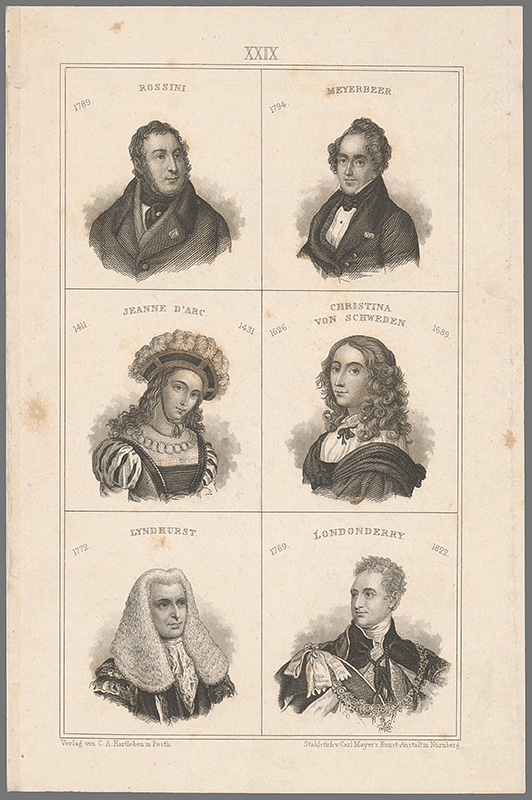 XXIX
ROSSINI.
1789.
MEYERBEER.
1794.
JEANNE D'ARC.
1411.
1431.
CHRISTINA
VON SCHWEDEN.
1626.
1689.
LYNDHURST.
1772.
LONDONDERRY.
1769.
1822.
Verlag von C. A. Hartleben in Pesth.
Stahlstich v. Carl Mayer's Kunst-Anstalt in Nürnberg.